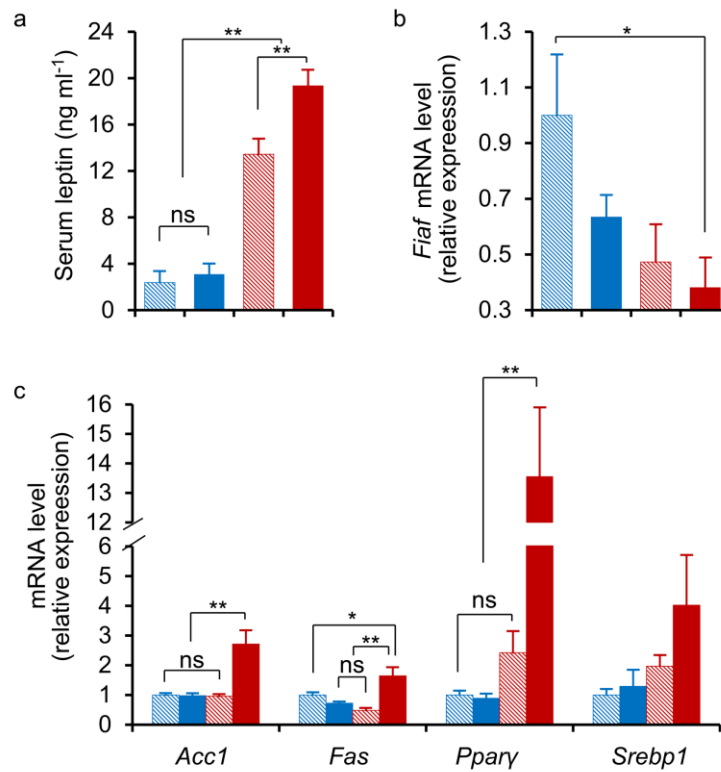 a
Serum leptin (ng ml-1)
24
20
16
12
8
4
0
ns
**
**
b
Fiaf mRNA level
(relative expreession)
1.3
1.1
0.9
0.7
0.5
0.3
*
c
mRNA level
(relative expreession)
16
15
14
13
12
6
5
4
3
2
1
0
ns
**
*
ns
**
ns
**
Acc1
Fas
Pparγ
Srebp1